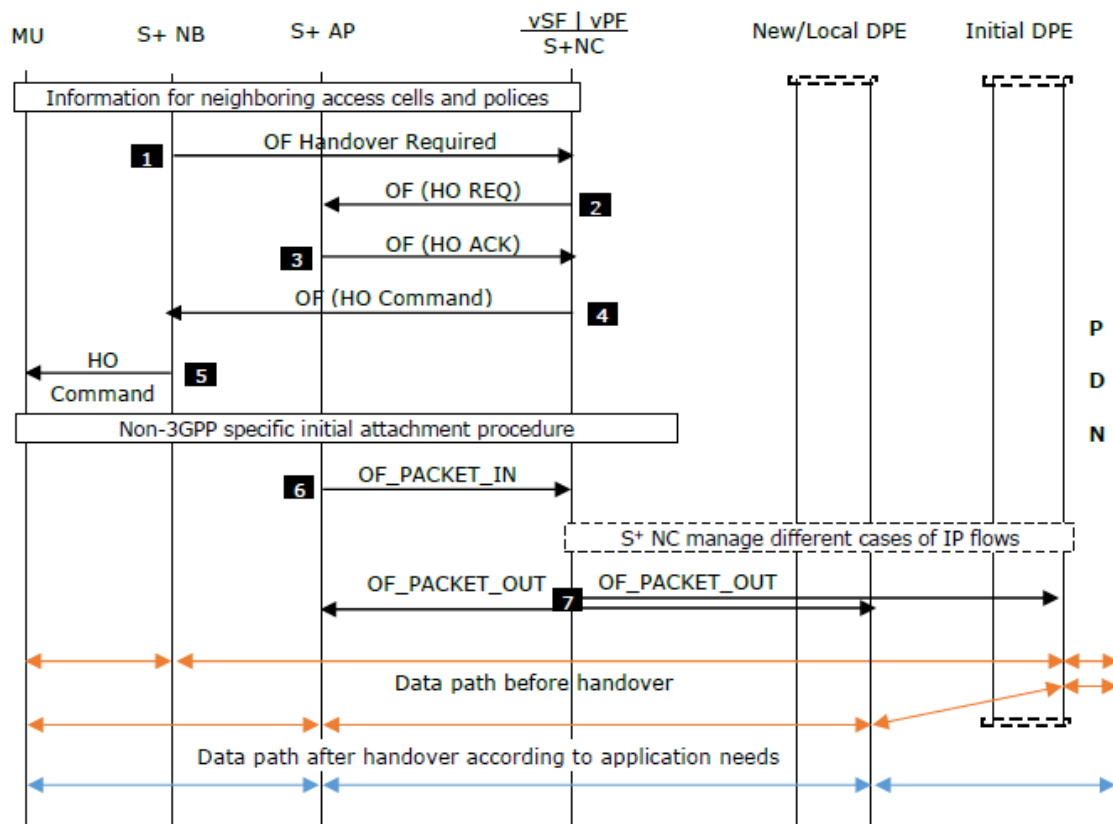 MU
S+ NB
S+ AP
vSF | vPF
S+NC
New/Local DPE
Initial DPE
Information for neighboring access cells and polices
1
OF Handover Required
OF (HO REQ)
2
3
OF (HO ACK)
OF (HO Command)
4
P
HO
5
D
Command
Non-3GPP specific initial attachment procedure
N
6
OF_PACKET_IN
S⁺ NC manage different cases of IP flows
OF_PACKET_OUT
7
OF_PACKET_OUT
Data path before handover
Data path after handover according to application needs